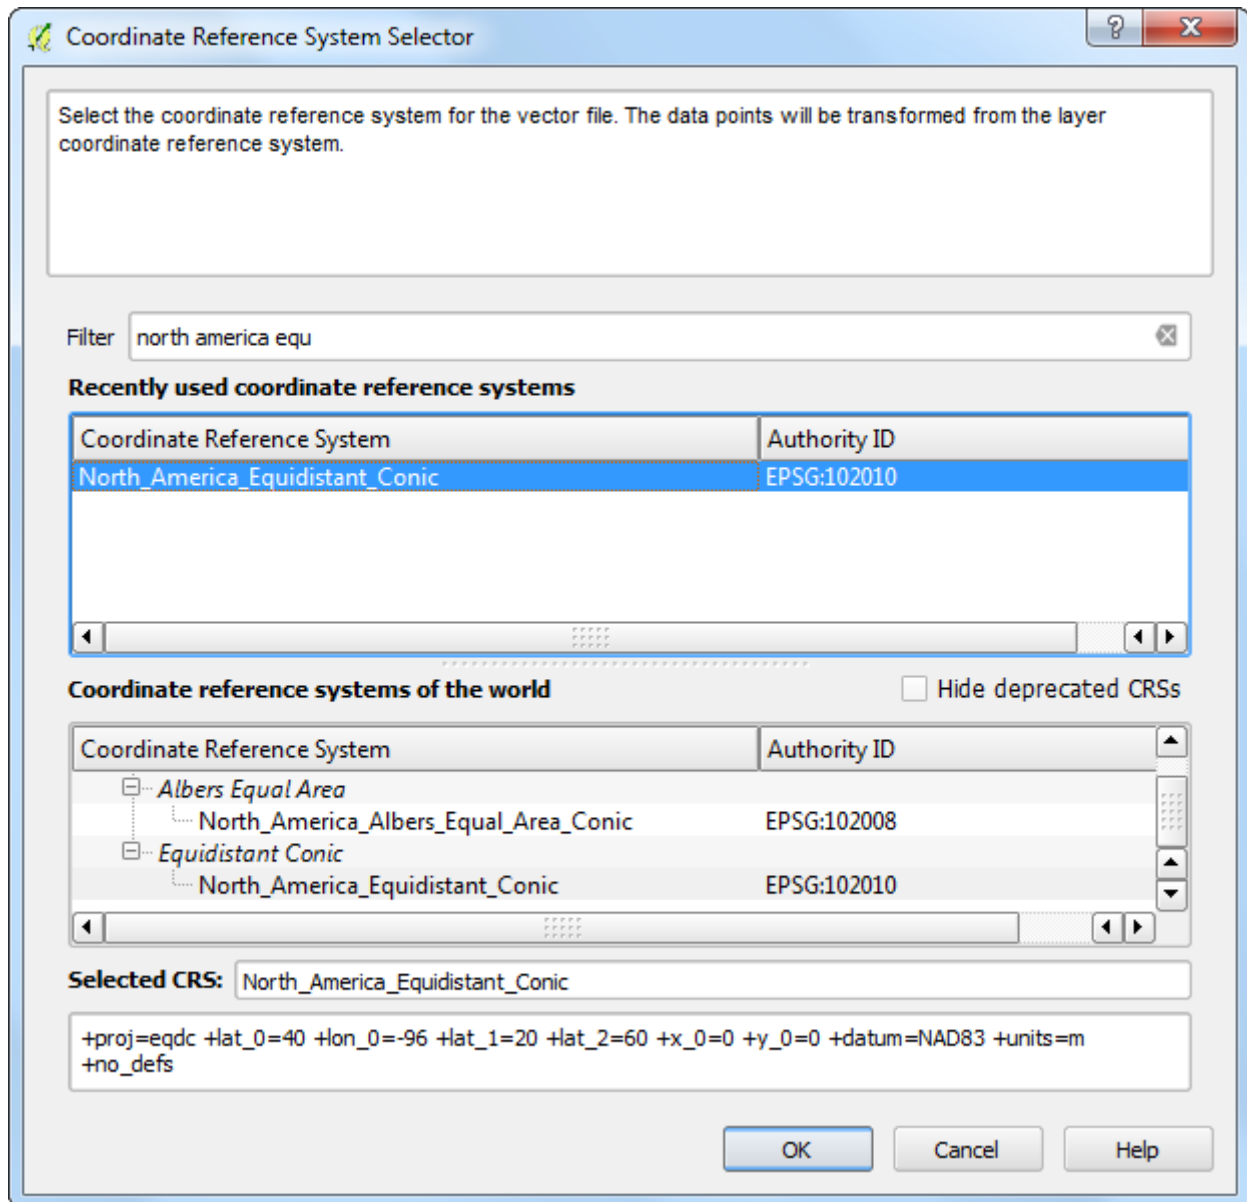 Coordinate Reference System Selector
Select the coordinate reference system for the vector file. The data points will be transformed from the layer
coordinate reference system.
Filter north america equ
Recently used coordinate reference systems
Coordinate Reference System Authority ID
North_America_Equidistant_Conic EPSG:102010
Coordinate reference systems of the world Hide deprecated CRSs
Coordinate Reference System Authority ID
Albers Equal Area
North_America_Albers_Equal_Area_Conic EPSG:102008
Equidistant Conic
North_America_Equidistant_Conic EPSG:102010
Selected CRS: North_America_Equidistant_Conic
+proj=eqdc +lat_0=40 +lon_0=-96 +lat_1=20 +lat_2=60 +x_0=0 +y_0=0 +datum=NAD83 +units=m
+no_defs
OK Cancel Help